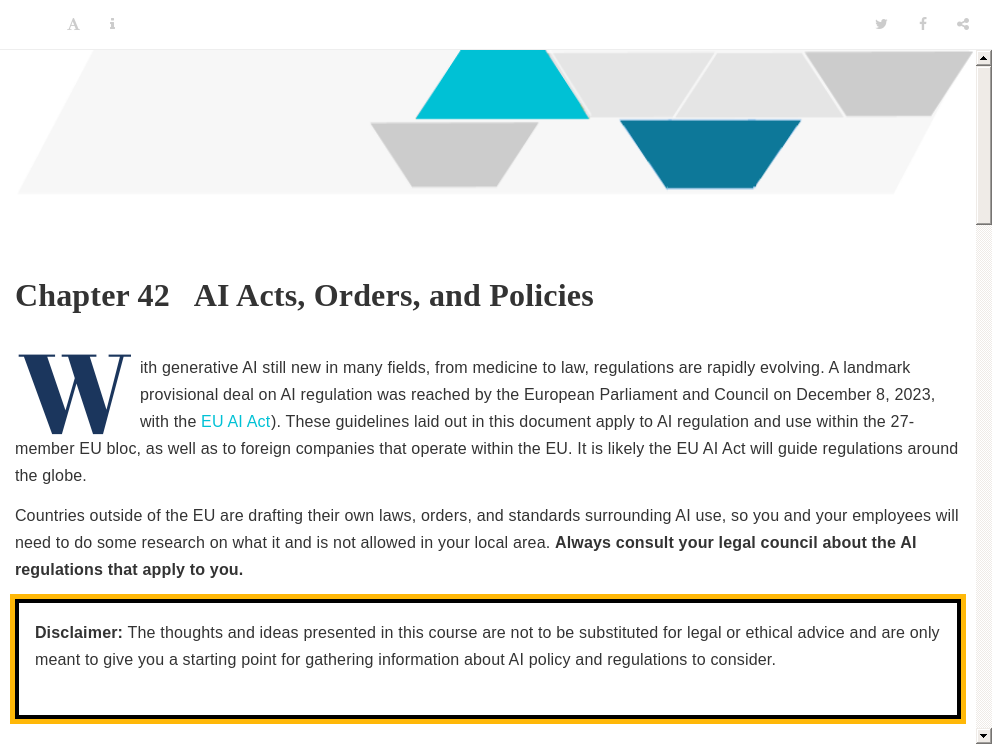 Chapter 42 AI Acts, Orders, and Policies
With generative AI still new in many fields, from medicine to law, regulations are rapidly evolving. A landmark
provisional deal on AI regulation was reached by the European Parliament and Council on December 8, 2023,
with the EU AI Act). These guidelines laid out in this document apply to AI regulation and use within the 27-
member EU bloc, as well as to foreign companies that operate within the EU. It is likely the EU AI Act will guide regulations around
the globe.
Countries outside of the EU are drafting their own laws, orders, and standards surrounding AI use, so you and your employees will
need to do some research on what it and is not allowed in your local area. Always consult your legal council about the AI
regulations that apply to you.
Disclaimer: The thoughts and ideas presented in this course are not to be substituted for legal or ethical advice and are only
meant to give you a starting point for gathering information about AI policy and regulations to consider.